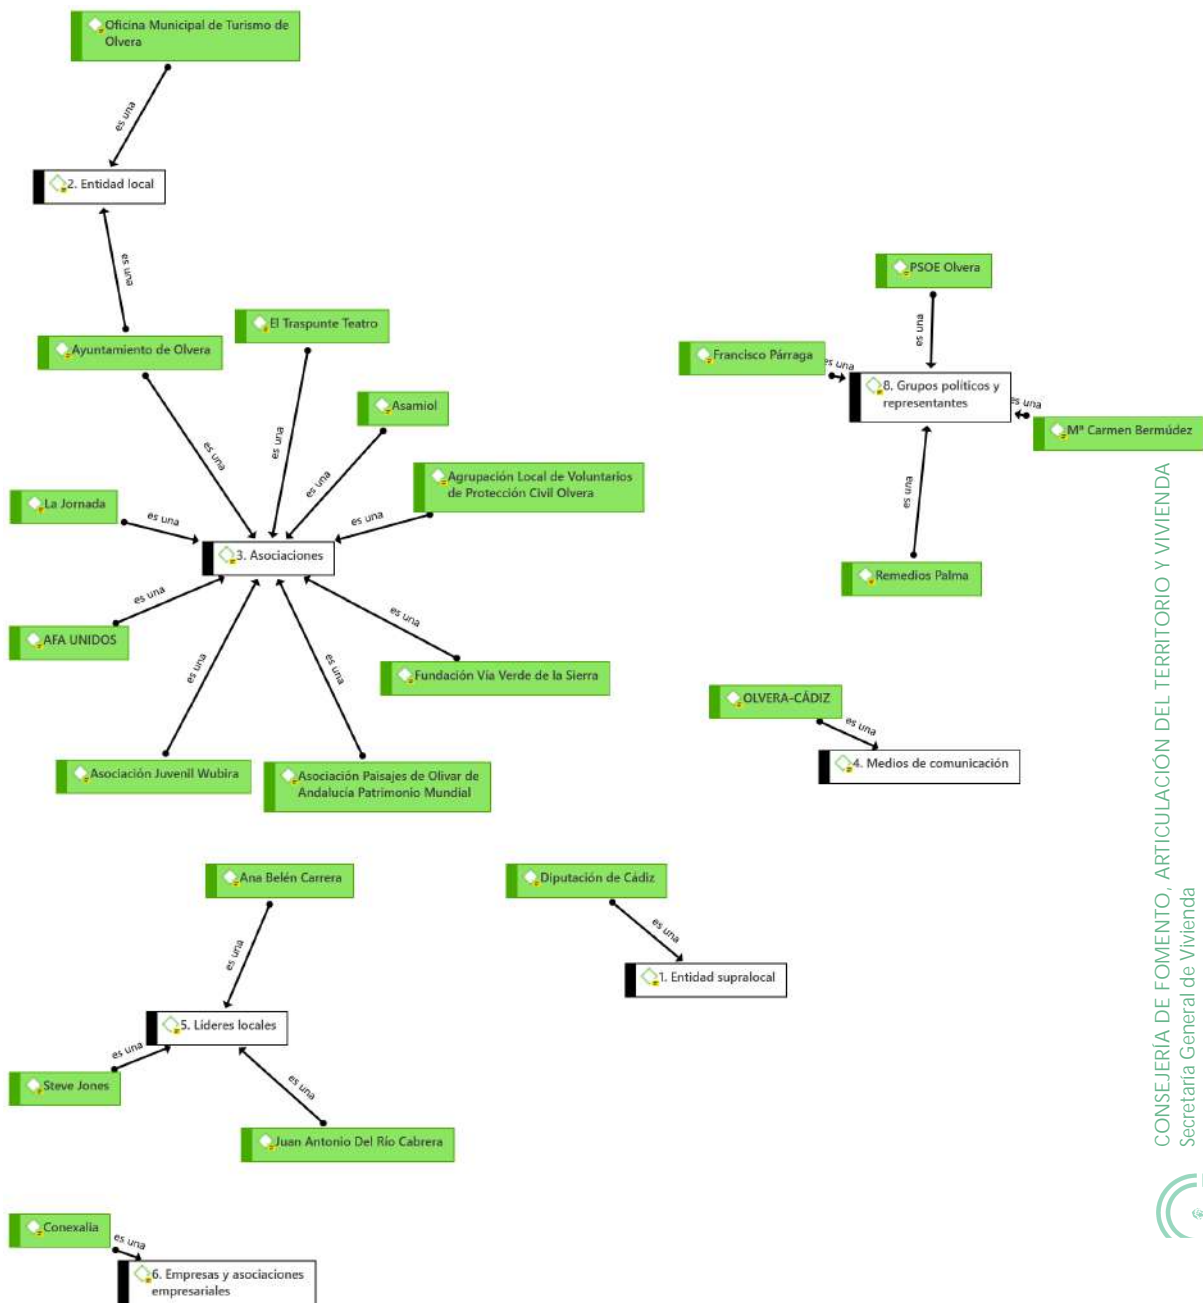 Oficina Municipal de Turismo de
Olvera
es una
2. Entidad local
es una
Ayuntamiento de Olvera
El Traspunte Teatro
Asamiol
Agrupación Local de Voluntarios
de Protección Civil Olvera
La Jornada
es una
es una
es una
es una
es una
3. Asociaciones
es una
AFA UNIDOS
es una
es una
es una
Fundación Vía Verde de la Sierra
Asociación Juvenil Wubira
Asociación Paisajes de Olivar de
Andalucía Patrimonio Mundial
PSOE Olvera
es una
Francisco Párraga
es una
8. Grupos políticos y
representantes
es una
Mª Carmen Bermúdez
es una
Remedios Palma
OLVERA-CÁDIZ
es una
4. Medios de comunicación
Ana Belén Carrera
es una
5. Líderes locales
es una
Steve Jones
es una
Juan Antonio Del Río Cabrera
Diputación de Cádiz
es una
1. Entidad supralocal
Conexalia
es una
6. Empresas y asociaciones
empresariales
CONSEJERÍA DE FOMENTO, ARTICULACIÓN DEL TERRITORIO Y VIVIENDA
Secretaría General de Vivienda